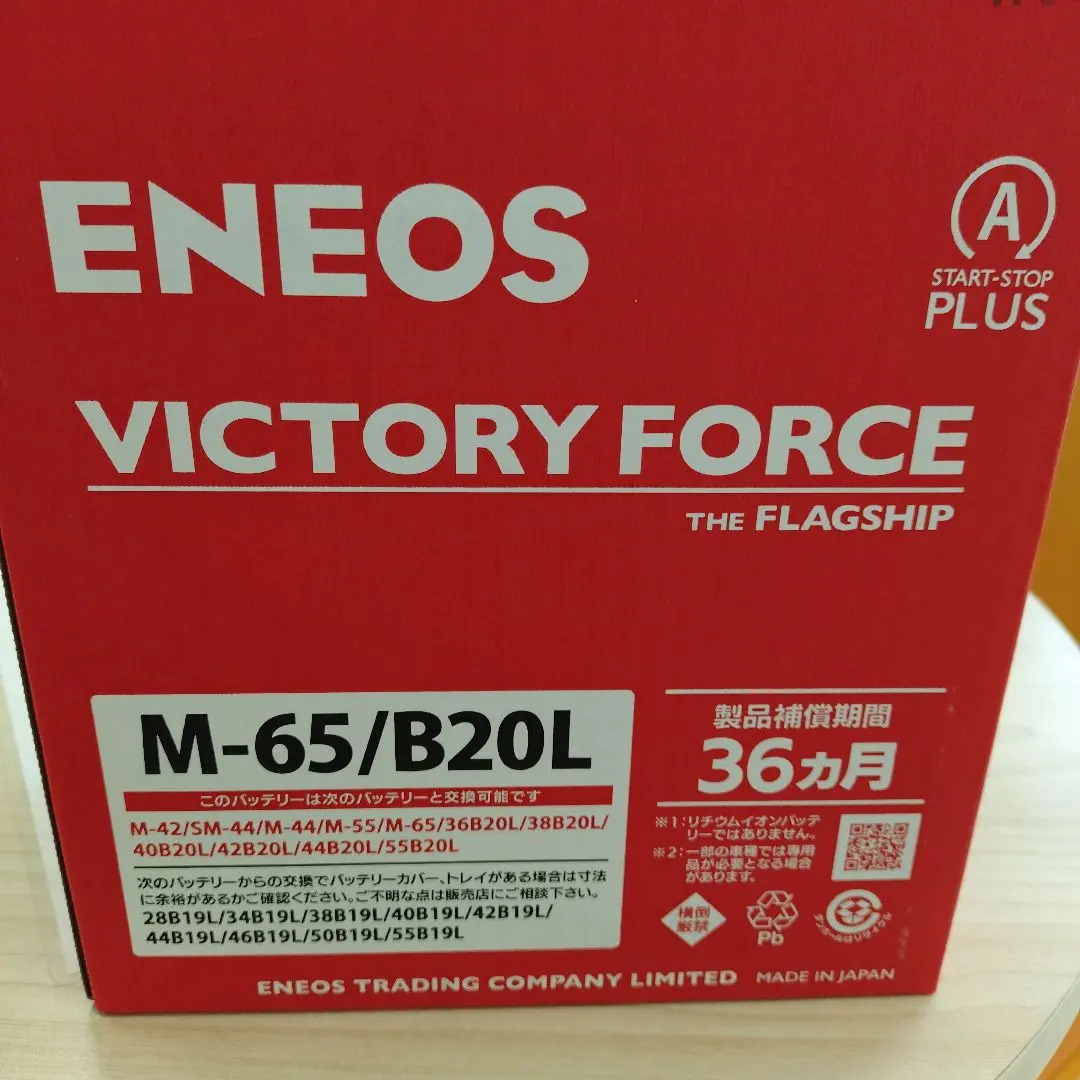 ENEOS
A
START-STOP
PLUS
VICTORY FORCE
THE FLAGSHIP
M-65/B20L
このバッテリーは次のバッテリーと交換可能です
M-42/SM-44/M-44/M-55/M-65/36B20L/38B20L/
40B20L/42B20L/44B20L/55B20L
次のバッテリーからの交換でバッテリーカバー、トレイがある場合は寸法
に余裕があるかご確認ください。ご不明な点は販売店にご相談下さい。
28B19L/34B19L/38B19L/40B19L/42B19L/
44B19L/46B19L/50B19L/55B19L
製品補償期間
36カ月
※1:リチウムイオンバッテ
リーではありません。
※2:一部の車種では専用
品が必要となる場合
があります。
横倒
厳禁
Pb
ENEOS TRADING COMPANY LIMITED MADE IN JAPAN